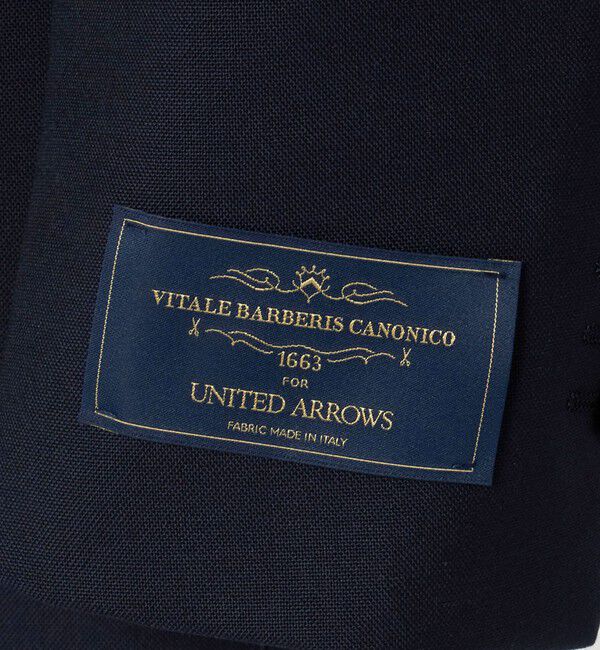 VITALE BARBERIS CANONICO
1663
FOR
UNITED ARROWS
FABRIC MADE IN ITALY